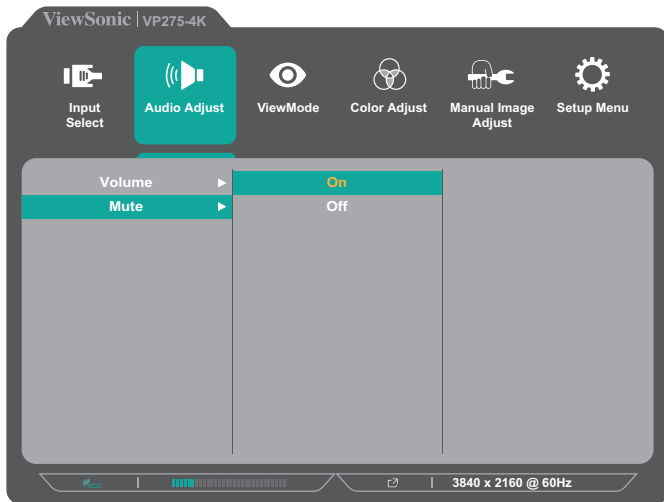 ViewSonic VP275-4K
Input Select
Audio Adjust
ViewMode
Color Adjust
Manual Image Adjust
Setup Menu
Volume
On
Mute
Off
eco
3840 x 2160 @ 60Hz